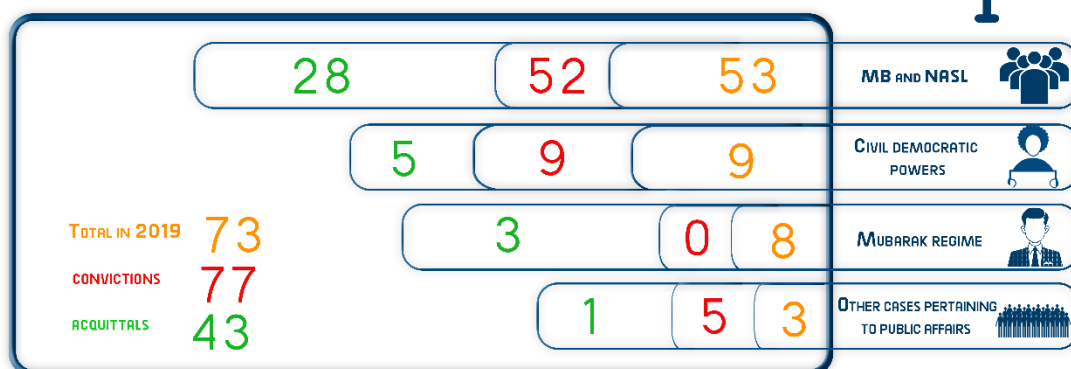 28 52 53 MB AND NASL
5 9 9 CIVIL DEMOCRATIC
POWERS
TOTAL IN 2019 73
3 0 8 MUBARAK REGIME
CONVICTIONS 77
1 5 3 OTHER CASES PERTAINING
TO PUBLIC AFFAIRS
ACQUITTALS 43